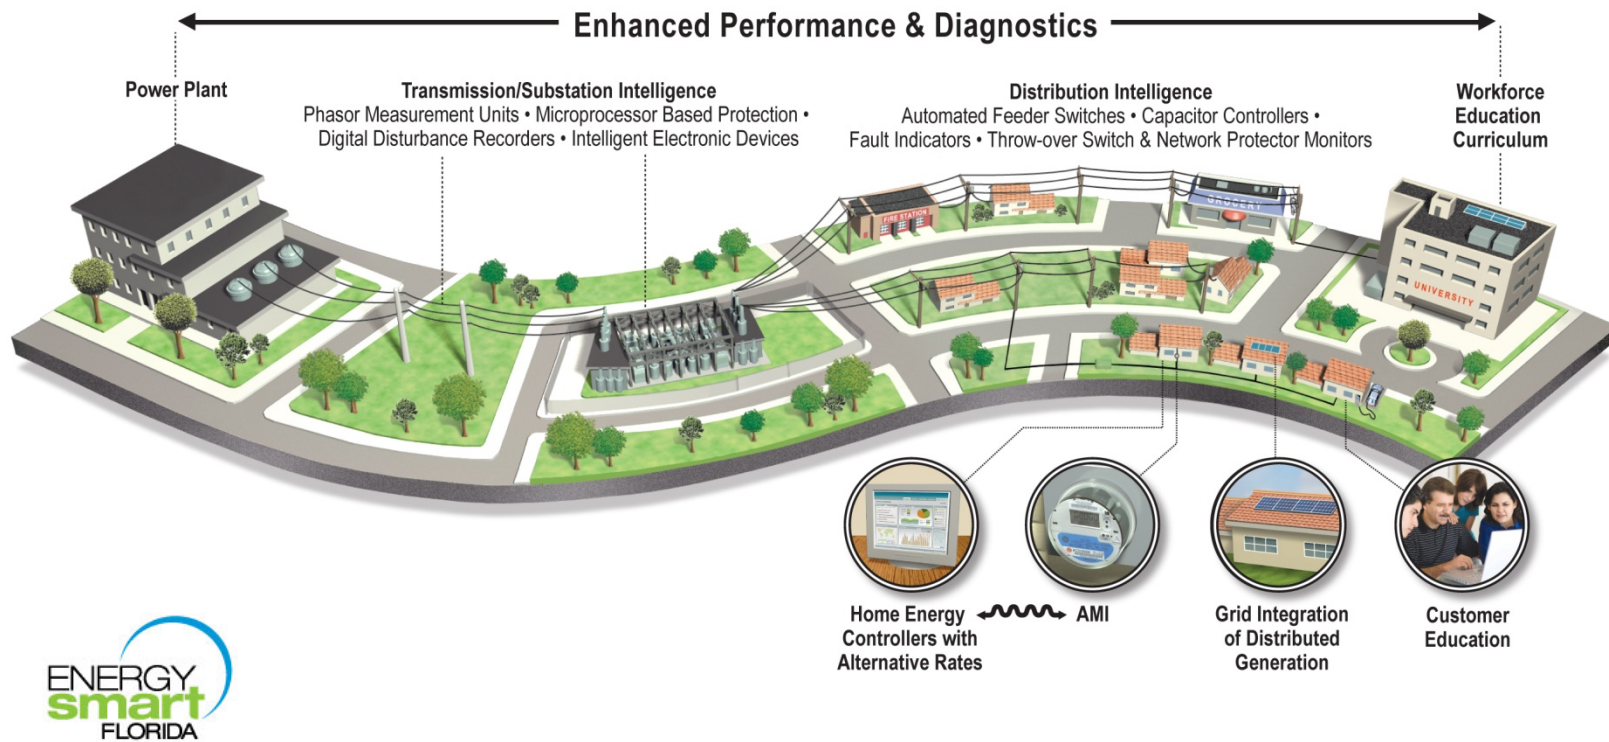 Enhanced Performance & Diagnostics
Power Plant
Transmission/Substation Intelligence
Phasor Measurement Units • Microprocessor Based Protection •
Digital Disturbance Recorders • Intelligent Electronic Devices
Distribution Intelligence
Automated Feeder Switches • Capacitor Controllers •
Fault Indicators • Throw-over Switch & Network Protector Monitors
Workforce
Education
Curriculum
FIRE STATION
GROCERY
UNIVERSITY
Home Energy
Controllers with
Alternative Rates
AMI
Grid Integration
of Distributed
Generation
Customer
Education
ENERGY
smart
FLORIDA